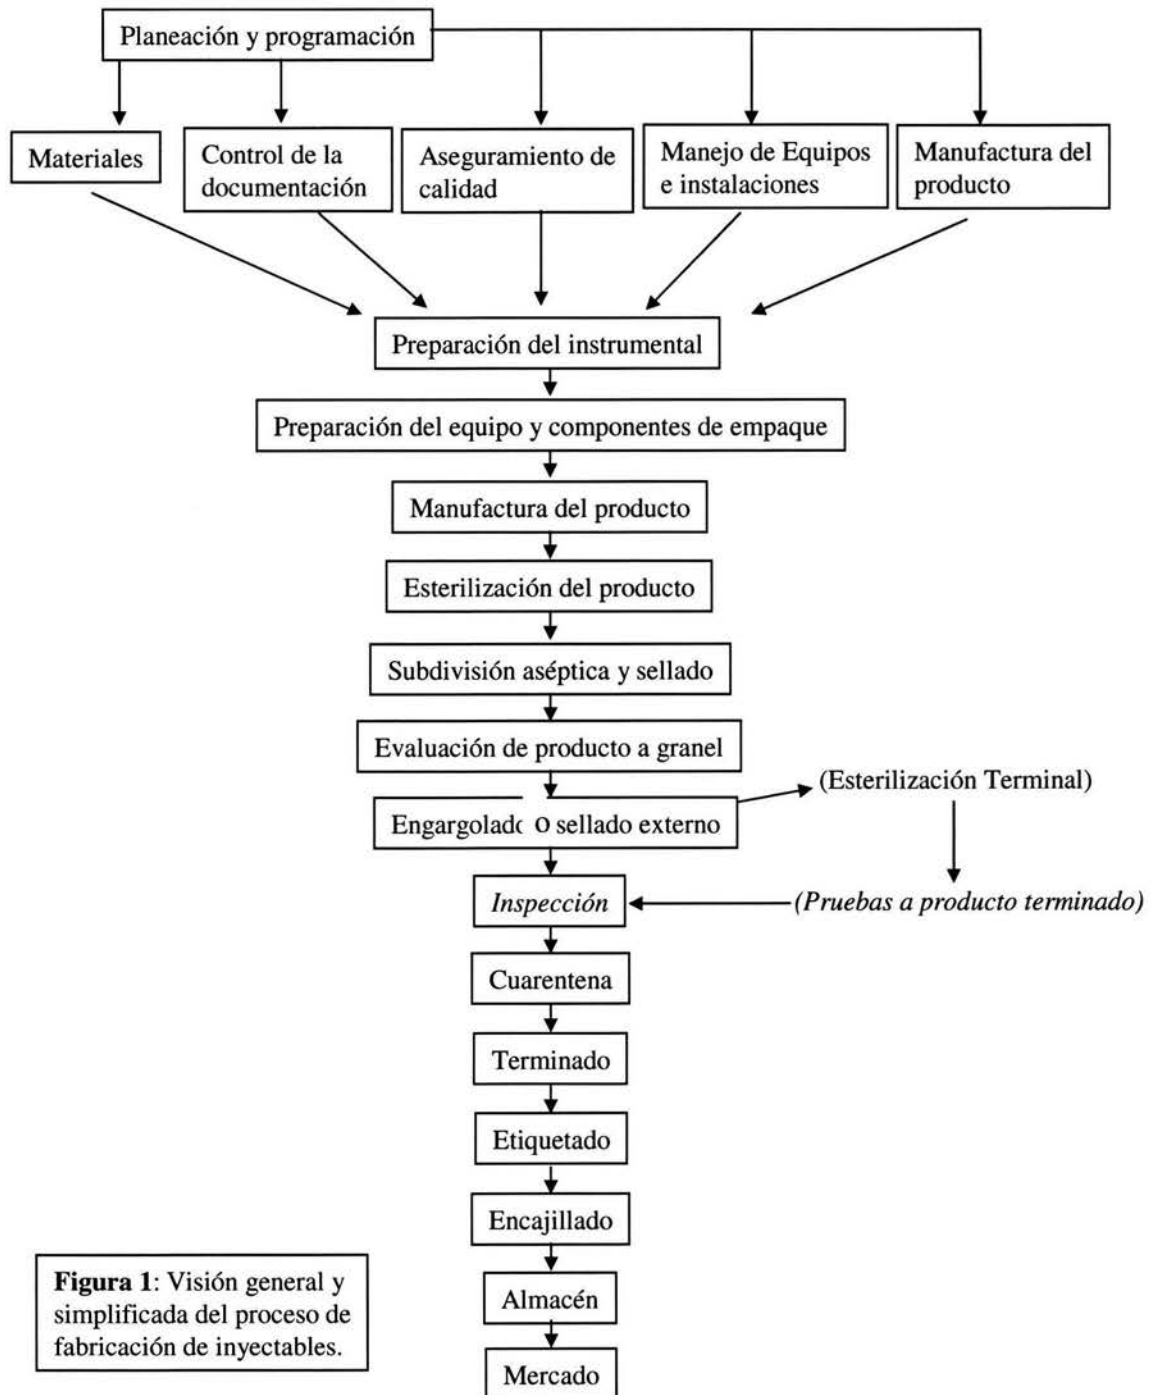 Planeación y programación
Materiales
Control de la
documentación
Aseguramiento de
calidad
Manejo de Equipos
e instalaciones
Manufactura del
producto
Preparación del instrumental
Preparación del equipo y componentes de empaque
Manufactura del producto
Esterilización del producto
Subdivisión aséptica y sellado
Evaluación de producto a granel
(Esterilización Terminal)
Engargolado o sellado externo
Inspección
(Pruebas a producto terminado)
Cuarentena
Terminado
Etiquetado
Encajillado
Figura 1: Visión general y
simplificada del proceso de
fabricación de inyectables.
Almacén
Mercado